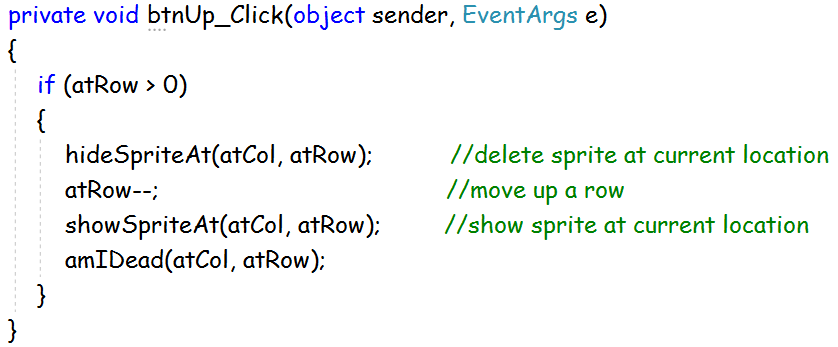 private void btnUp_Click(object sender, EventArgs e)
{
if (atRow > 0)
{
hideSpriteAt(atCol, atRow); //delete sprite at current location
atRow--; //move up a row
showSpriteAt(atCol, atRow); //show sprite at current location
amIDead(atCol, atRow);
}
}